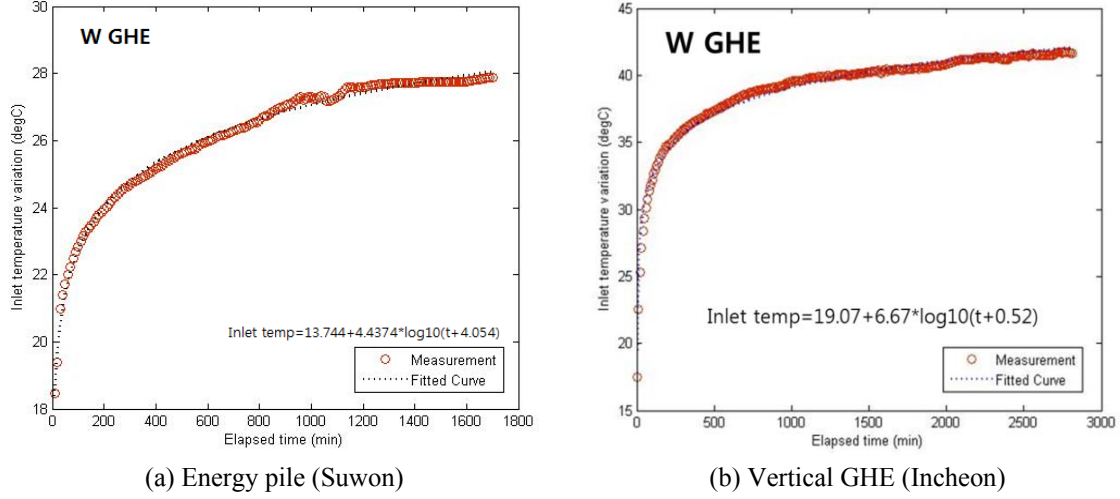 W GHE
Inlet temperature variation (degC)
30
28
26
24
22
20
18
Inlet temp=13.744+4.4374*log10(t+4.054)
Measurement
Fitted Curve
0 200 400 600 800 1000 1200 1400 1600 1800
Elapsed time (min)
(a) Energy pile (Suwon)
W GHE
Inlet temperature variation (degC)
45
40
35
30
25
20
15
Inlet temp=19.07+6.67*log10(t+0.52)
Measurement
Fitted Curve
0 500 1000 1500 2000 2500 3000
Elapsed time (min)
(b) Vertical GHE (Incheon)